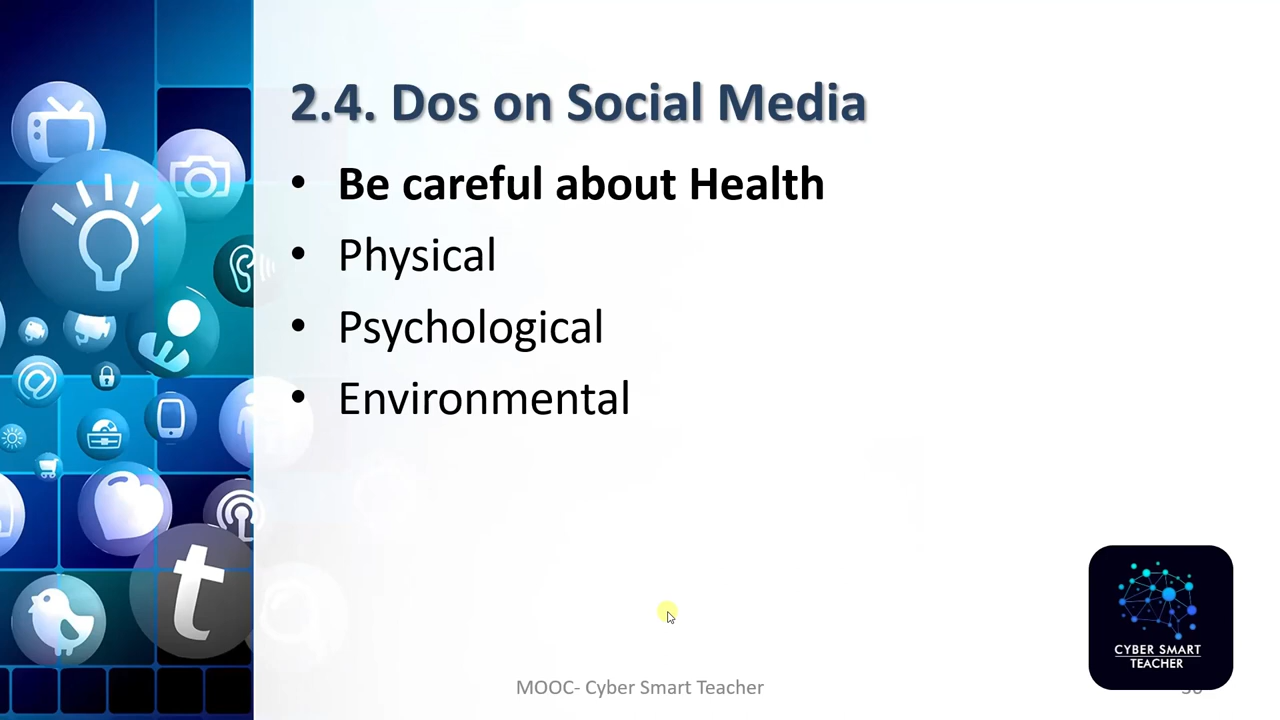 2.4. Dos on Social Media
• Be careful about Health
• Physical
• Psychological
• Environmental
t
CYBER SMART
TEACHER
MOOC- Cyber Smart Teacher